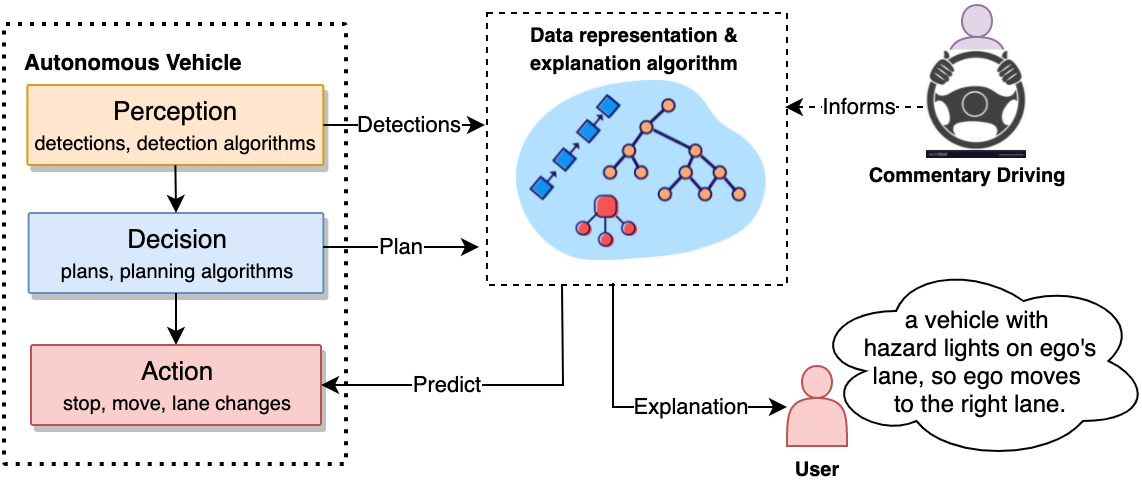 Autonomous Vehicle
Perception
detections, detection algorithms
Decision
plans, planning algorithms
Action
stop, move, lane changes
Detections
Plan
Predict
Data representation &
explanation algorithm
Informs
Commentary Driving
Explanation
User
a vehicle with
hazard lights on ego's
lane, so ego moves
to the right lane.